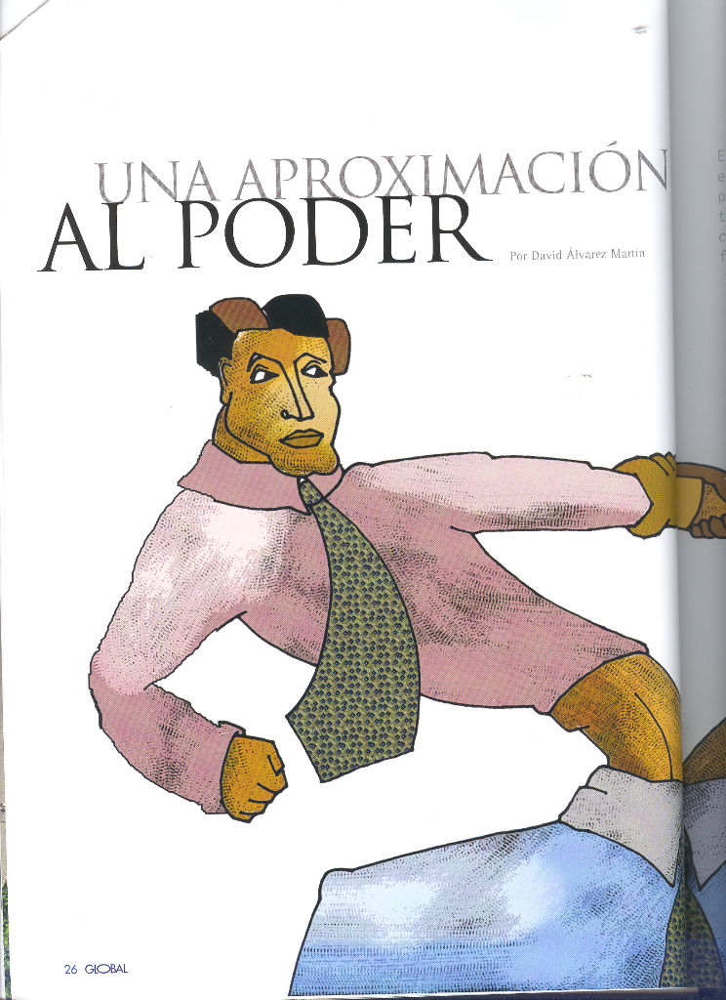 UNA APROXIMACIÓN
AL PODER
Por David Álvarez Martín
26 GLOBAL